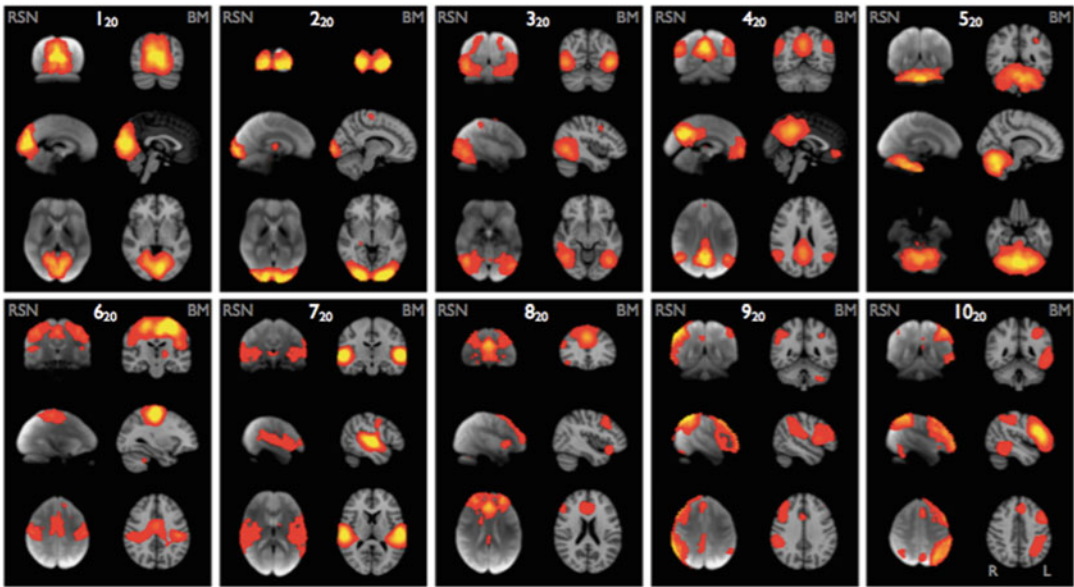 RSN 1₂₀ BM
RSN 2₂₀ BM
RSN 3₂₀ BM
RSN 4₂₀ BM
RSN 5₂₀ BM
RSN 6₂₀ BM
RSN 7₂₀ BM
RSN 8₂₀ BM
RSN 9₂₀ BM
RSN 10₂₀ BM
R L